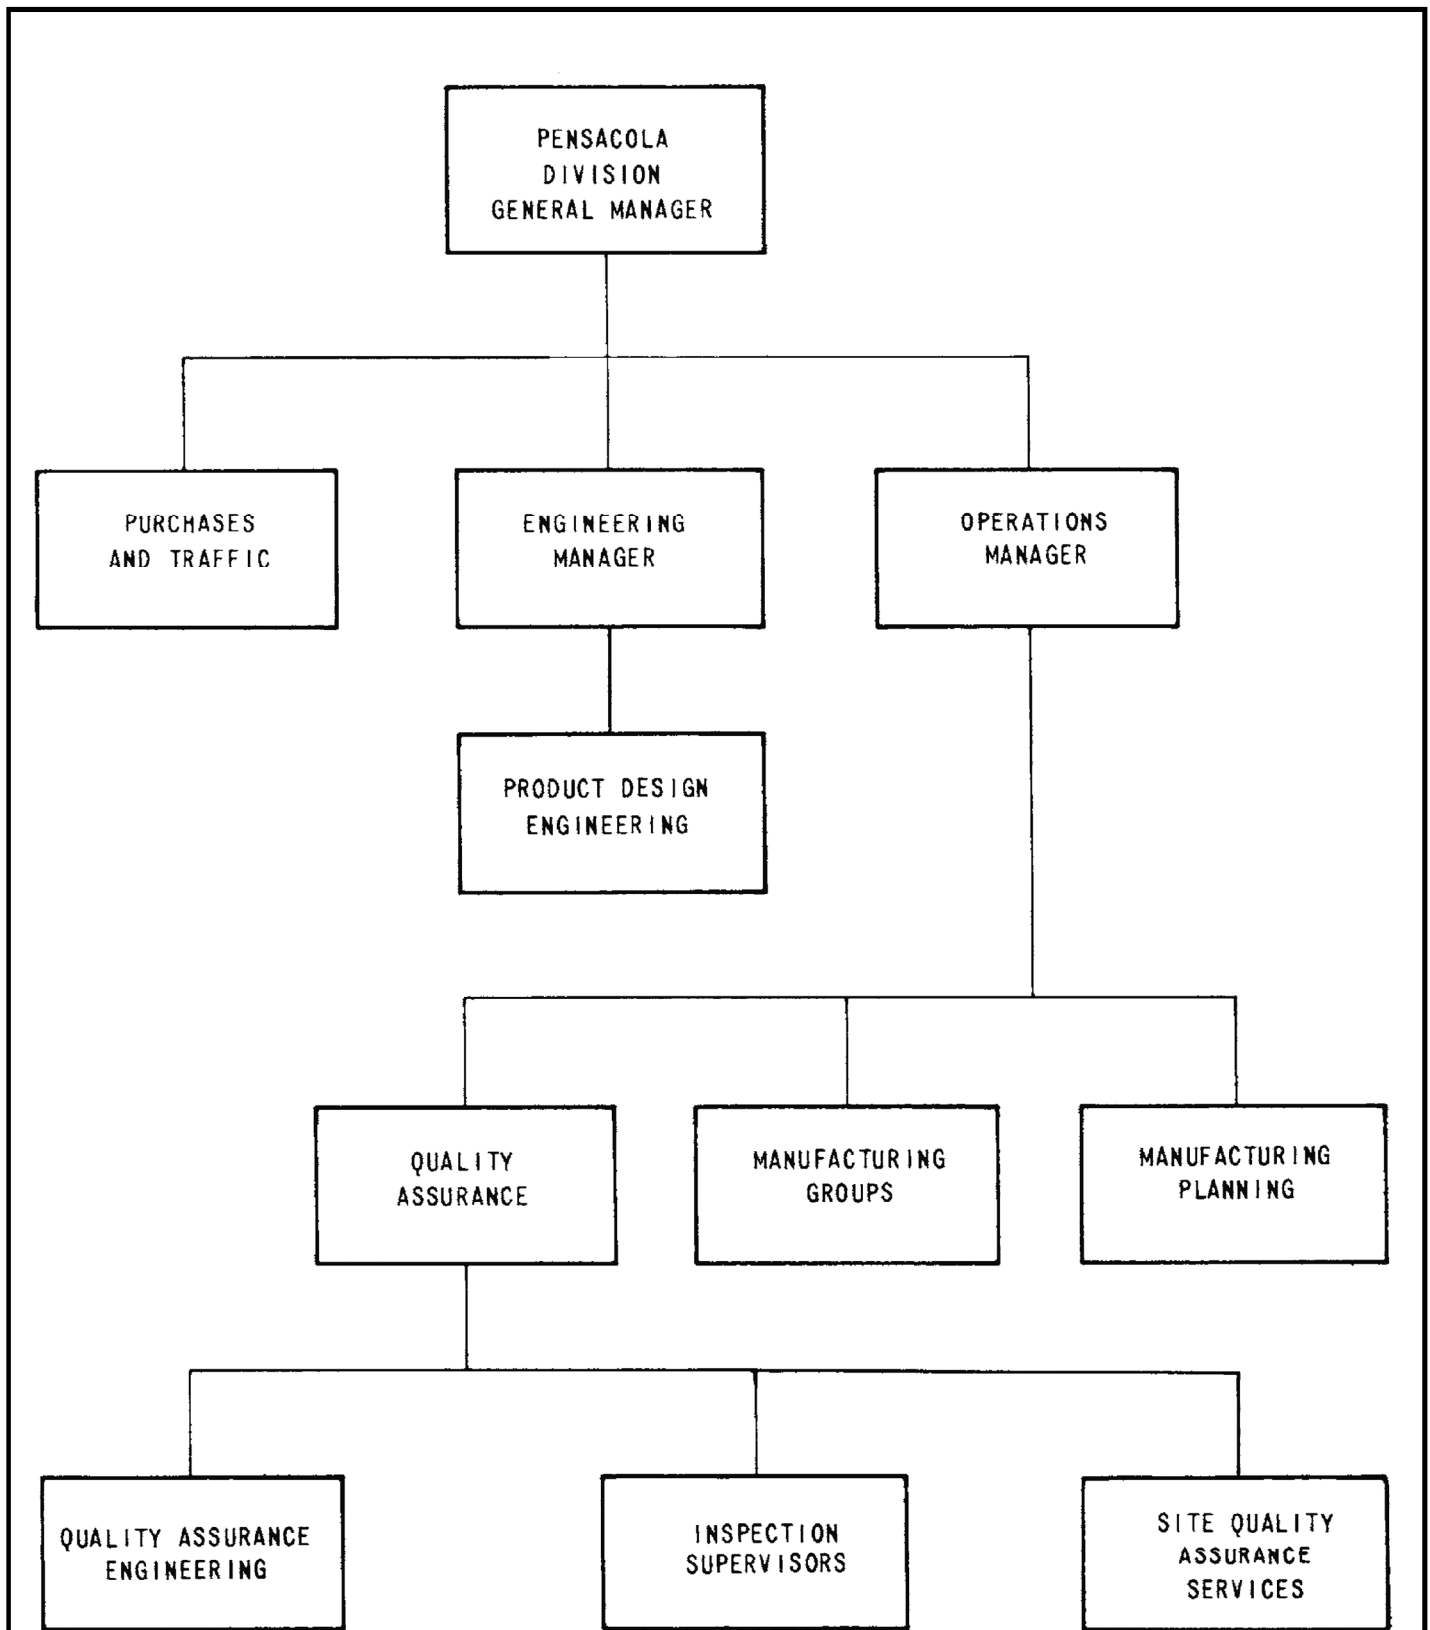 PENSACOLA
DIVISION
GENERAL MANAGER
PURCHASES
AND TRAFFIC
ENGINEERING
MANAGER
OPERATIONS
MANAGER
PRODUCT DESIGN
ENGINEERING
QUALITY
ASSURANCE
MANUFACTURING
GROUPS
MANUFACTURING
PLANNING
QUALITY ASSURANCE
ENGINEERING
INSPECTION
SUPERVISORS
SITE QUALITY
ASSURANCE
SERVICES